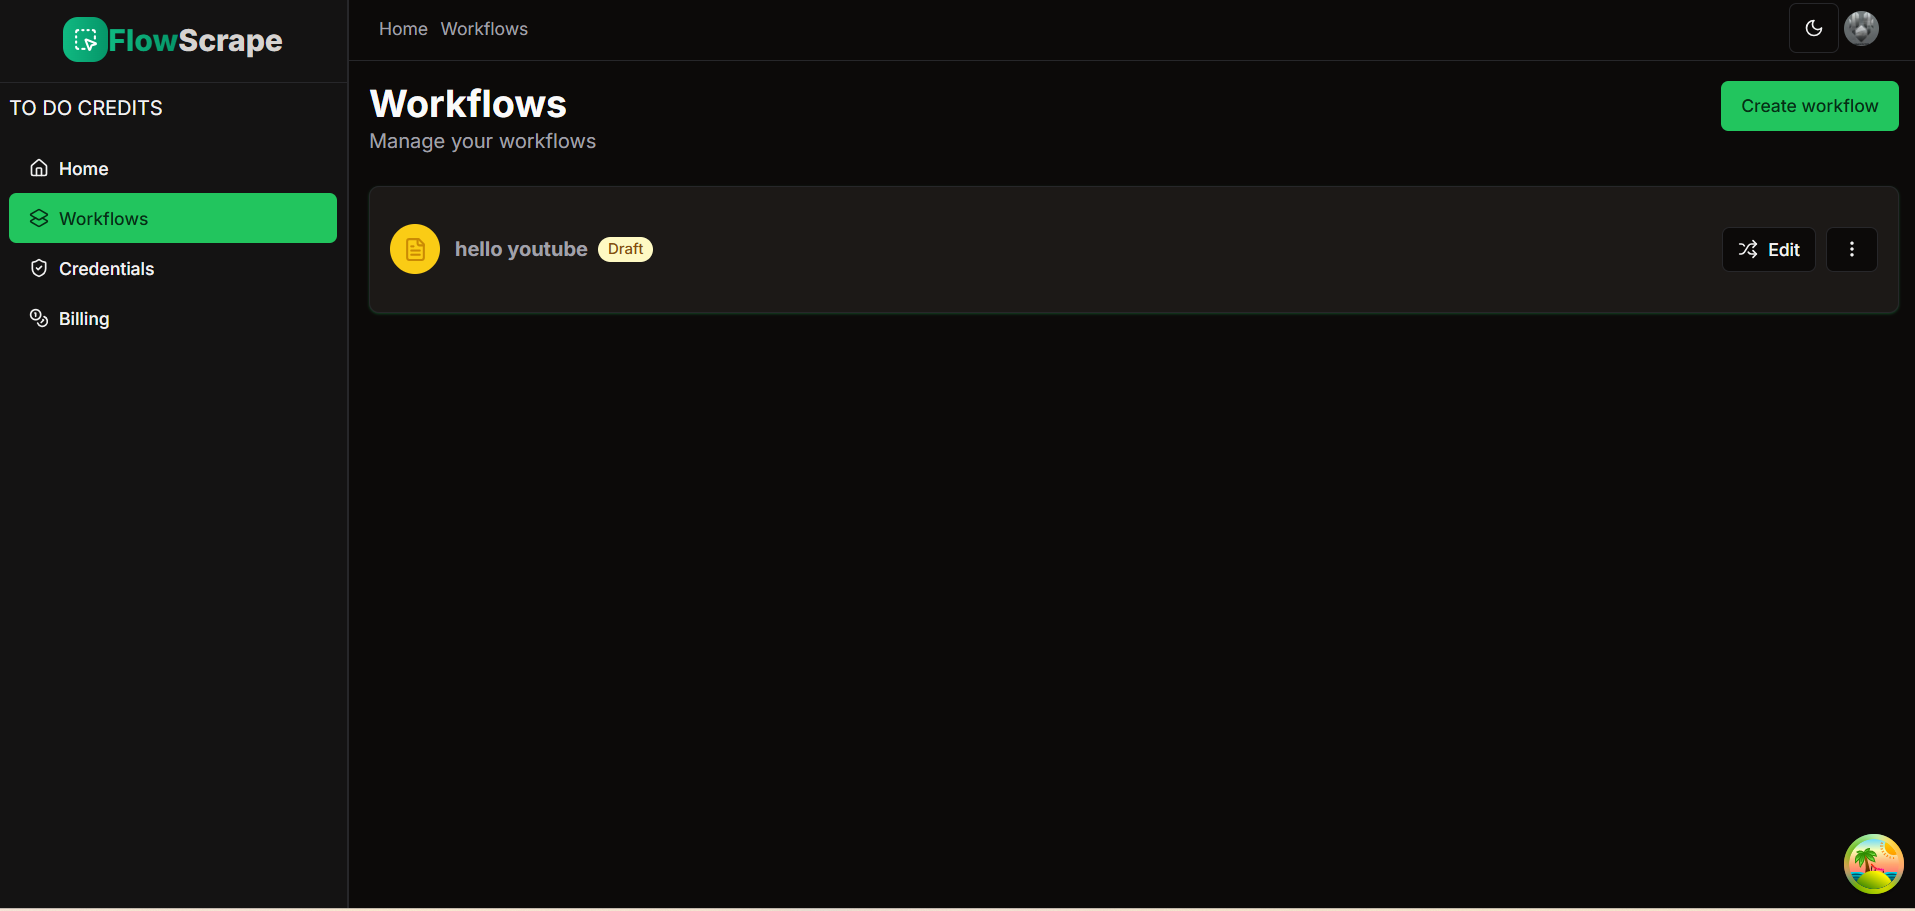 FlowScrape
TO DO CREDITS
Home
Workflows
Credentials
Billing
Home Workflows
Workflows
Manage your workflows
Create workflow
hello youtube Draft
Edit